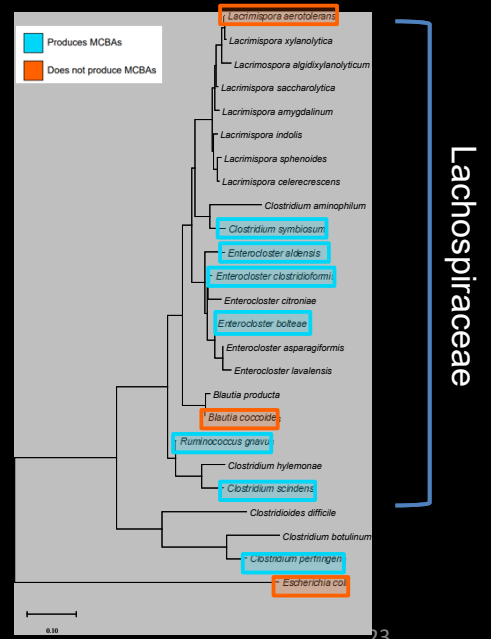 Lacrimispora aerotolerans
Produces MCBAs
Does not produce MCBAs
Lacrimispora xylanolytica
Lacrimospora algidixylanolyticum
Lacrimispora saccharolytica
Lacrimispora amygdalinum
Lacrimispora indolis
Lacrimispora sphenoides
Lacrimispora celerecrescens
Clostridium aminophilum
Clostridium symbiosum
Enterocloster aldensis
Enterocloster clostridioformis
Enterocloster citroniae
Enterocloster bolteae
Enterocloster asparagiformis
Enterocloster lavalensis
Blautia producta
Blautia coccoides
Ruminococcus gnavus
Clostridium hylemonae
Clostridium scindens
Clostridioides difficile
Clostridium botulinum
Clostridium perfringen
Escherichia coli
0.10
Lachospiraceae
23